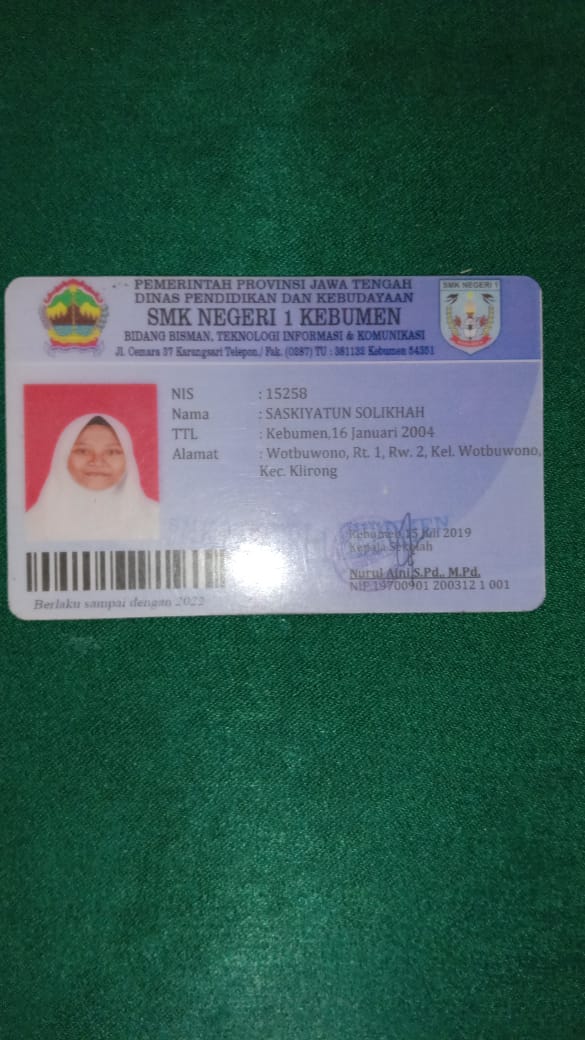 PEMERINTAH PROVINSI JAWA TENGAH
DINAS PENDIDIKAN DAN KEBUDAYAAN
SMK NEGERI 1 KEBUMEN
BIDANG BISMAN, TEKNOLOGI INFORMASI & KOMUNIKASI
Jl. Cemara 37 Karangsari Telepon./ Fak. (0287) TU : 381132 Kebumen 54351
SMK NEGERI 1
NIS : 15258
Nama : SASKIYATUN SOLIKHAH
TTL : Kebumen,16 Januari 2004
Alamat : Wotbuwono, Rt. 1, Rw. 2, Kel. Wotbuwono,
Kec. Klirong
Kebumen, 15 Juli 2019
Kepala Sekolah
Nurul Aini,S.Pd., M.Pd.
NIP 19700901 200312 1 001
Berlaku sampai dengan 2022